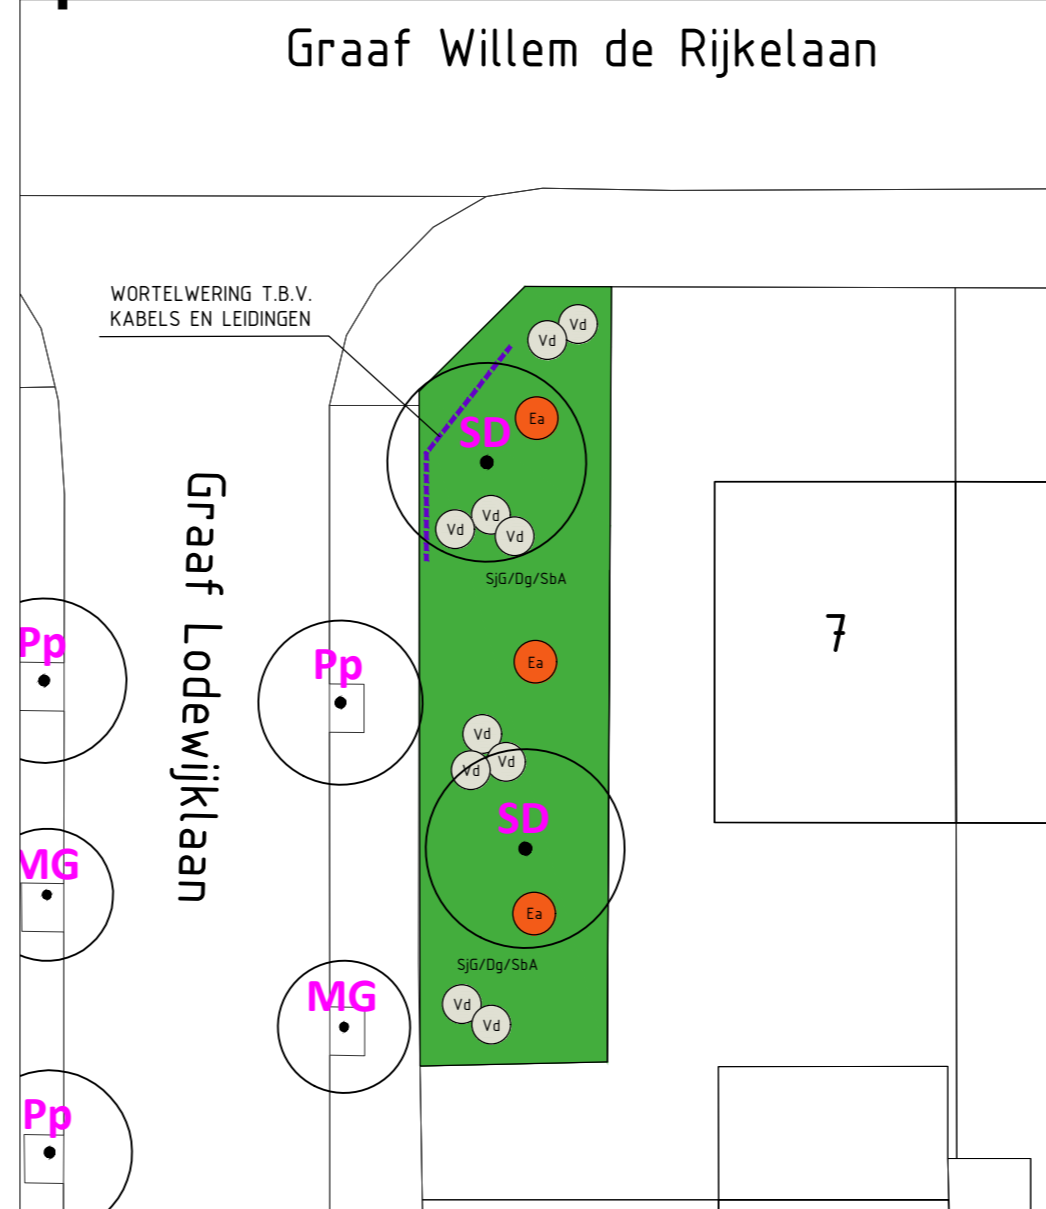 Graaf Willem de Rijkelaan
WORTELWERING T.B.V.
KABELS EN LEIDINGEN
Vd
Vd
Ea
SD
Vd
Vd
Vd
SjG/Dg/SbA
Graaf Lodewijklaan
Pp
Pp
Ea
7
Vd
Vd
Vd
SD
MG
Ea
SjG/Dg/SbA
MG
Vd
Vd
Pp